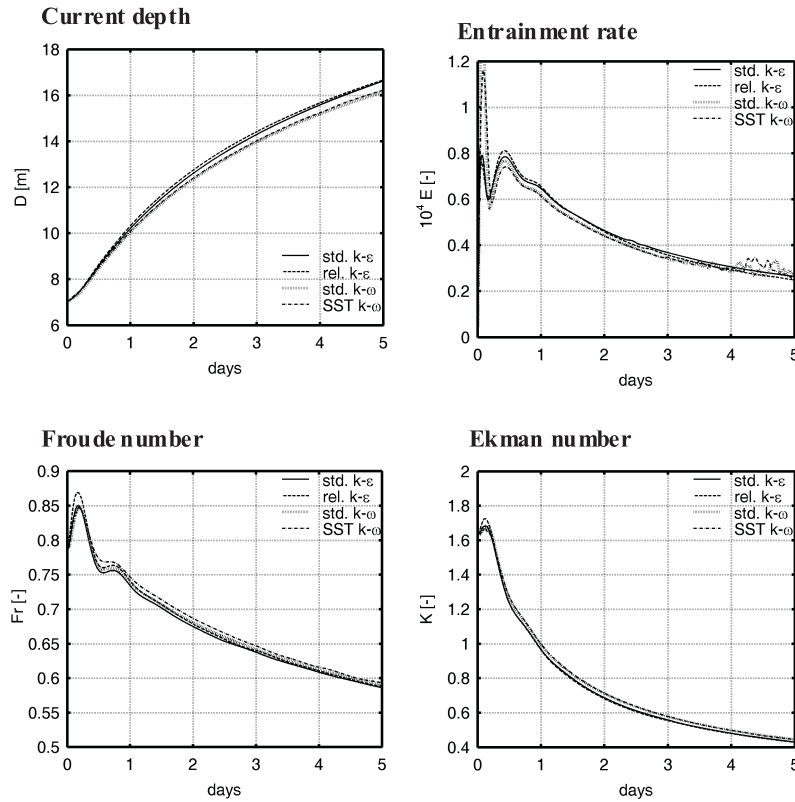 Current depth
18
16
14
12
10
8
6
D [m]
std. k-ε
rel. k-ε
std. k-ω
SST k-ω
0 1 2 3 4 5
days
Entrainment rate
1.2
1
0.8
0.6
0.4
0.2
0
10⁴ E [-]
std. k-ε
rel. k-ε
std. k-ω
SST k-ω
0 1 2 3 4 5
days
Froude number
0.9
0.85
0.8
0.75
0.7
0.65
0.6
0.55
0.5
Fr [-]
std. k-ε
rel. k-ε
std. k-ω
SST k-ω
0 1 2 3 4 5
days
Ekman number
2
1.8
1.6
1.4
1.2
1
0.8
0.6
0.4
K [-]
std. k-ε
rel. k-ε
std. k-ω
SST k-ω
0 1 2 3 4 5
days